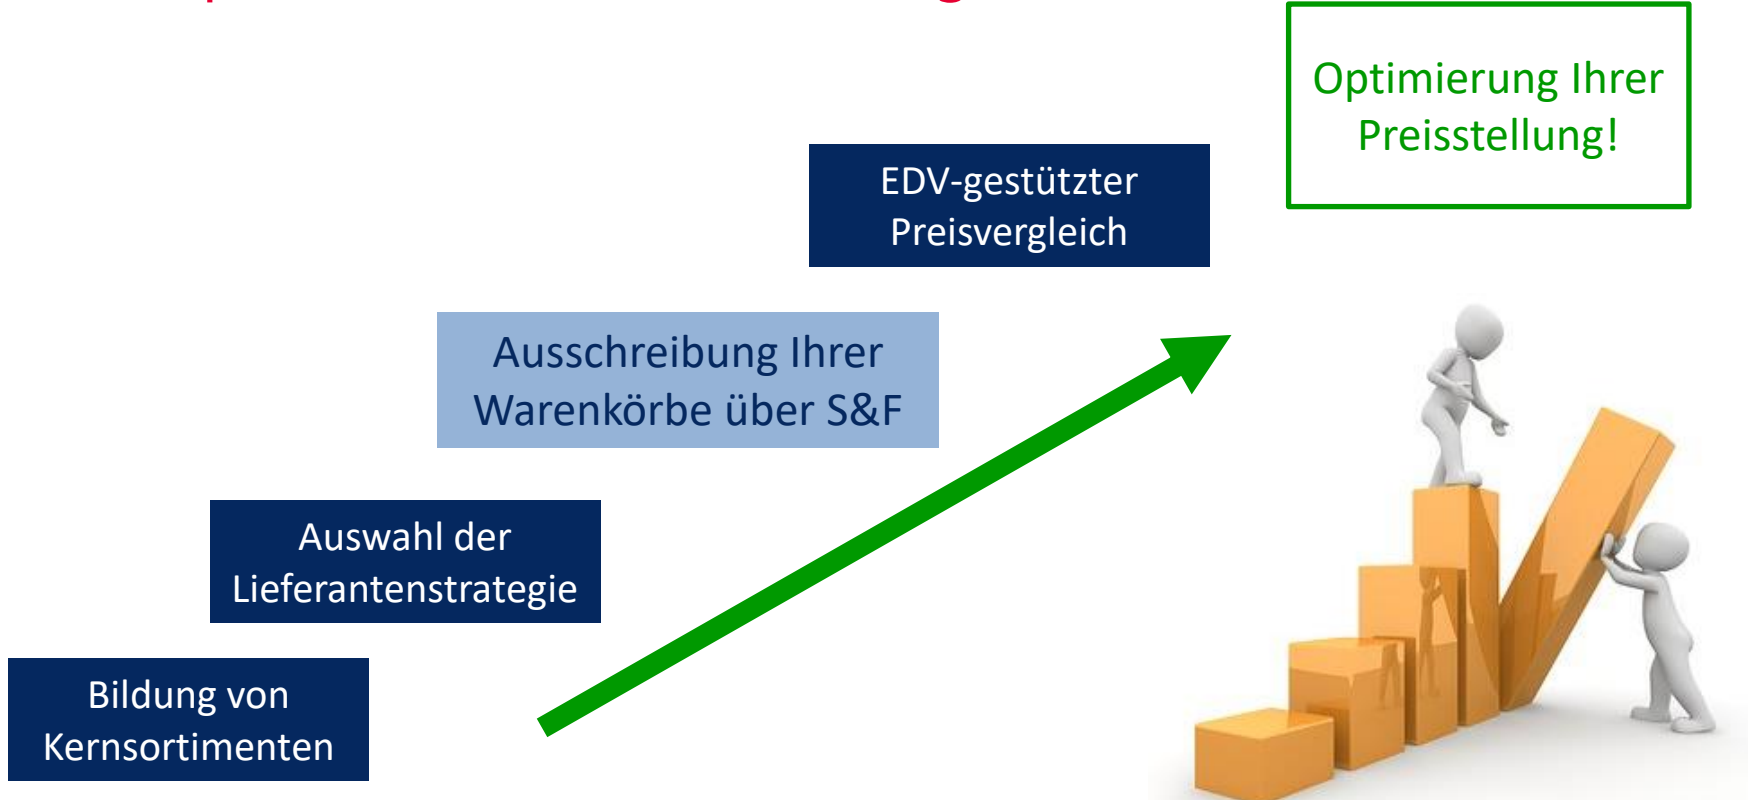 Optimierung Ihrer
Preisstellung!
EDV-gestützter
Preisvergleich
Ausschreibung Ihrer
Warenkörbe über S&F
Auswahl der
Lieferantenstrategie
Bildung von
Kernsortimenten